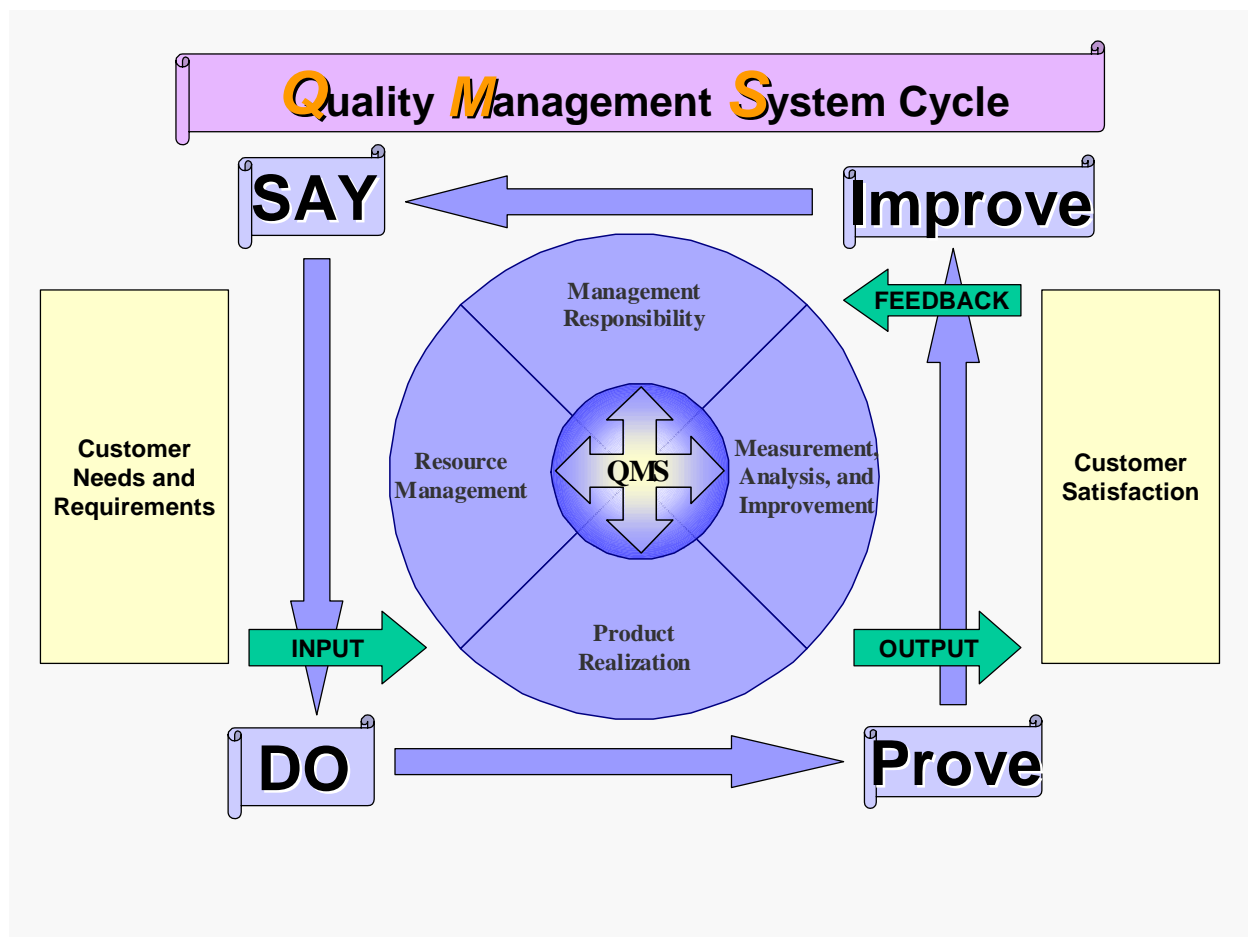 Quality Management System Cycle
SAY
Improve
Management
Responsibility
FEEDBACK
Customer
Needs and
Requirements
Resource
Management
QMS
Measurement,
Analysis, and
Improvement
Customer
Satisfaction
INPUT
Product
Realization
OUTPUT
DO
Prove